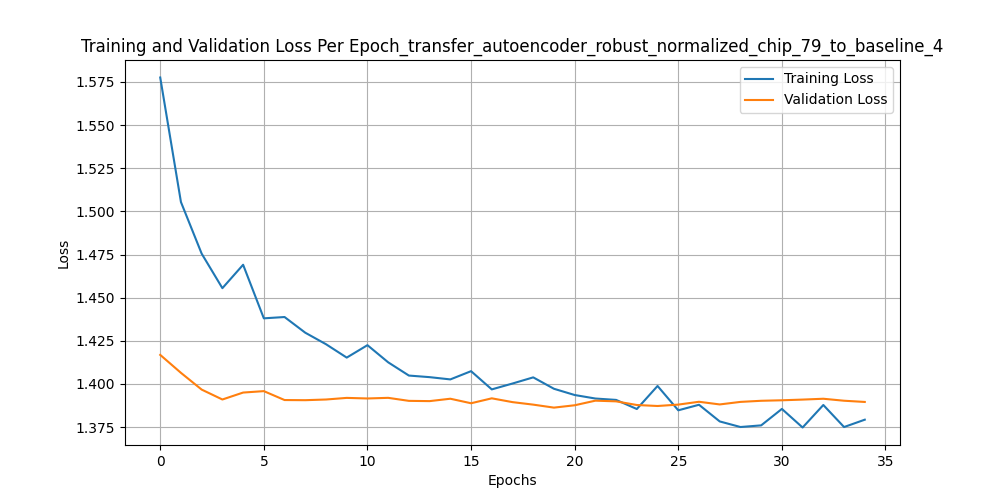 Training and Validation Loss Per Epoch_transfer_autoencoder_robust_normalized_chip_79_to_baseline_4
Training Loss
Validation Loss
Loss
1.575
1.550
1.525
1.500
1.475
1.450
1.425
1.400
1.375
0 5 10 15 20 25 30 35
Epochs